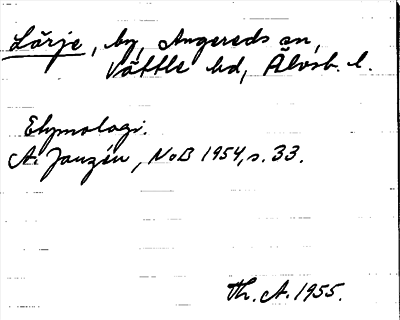 Lärje, by, Angereds sn,
Vättle hd, Älvsb. l.
Etymologi.
A. Janzén, NoB 1954, s. 33.
Th. A. 1955.